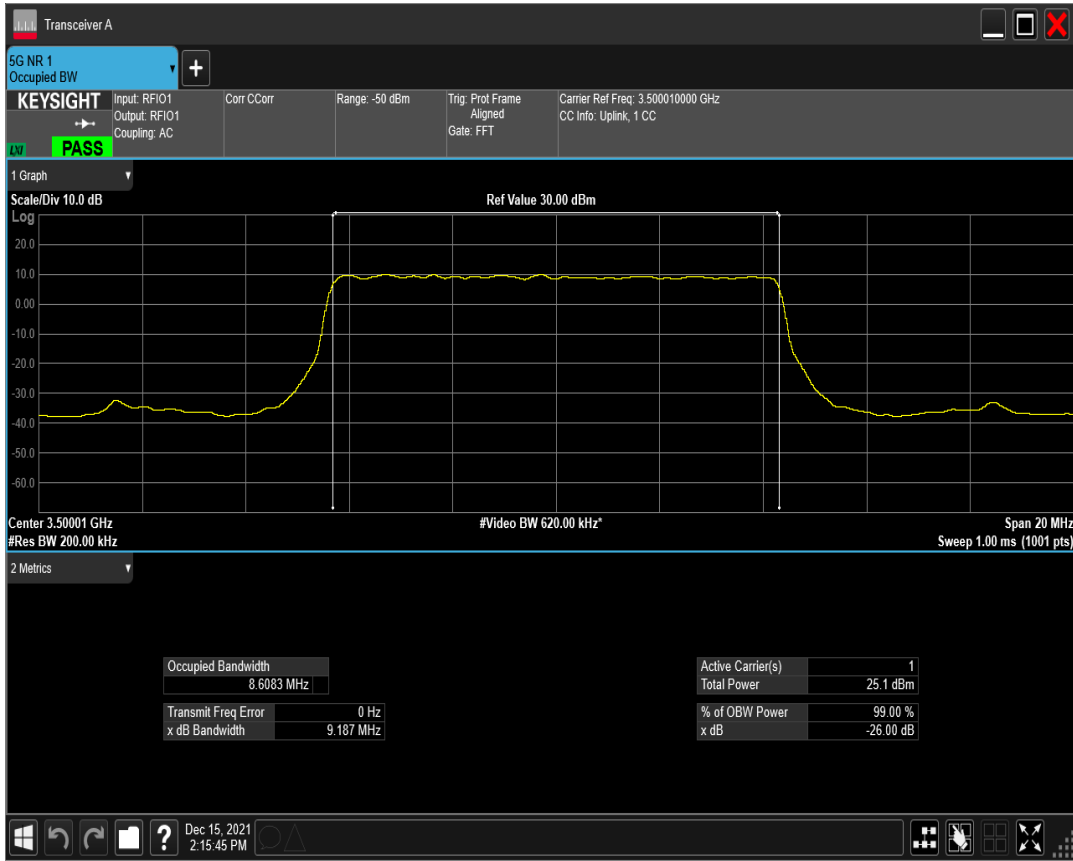 Transceiver A
5G NR 1
Occupied BW
+
KEYSIGHT
LXI
PASS
Input: RFIO1
Output: RFIO1
Coupling: AC
Corr CCorr
Range: -50 dBm
Trig: Prot Frame
Aligned
Gate: FFT
Carrier Ref Freq: 3.500010000 GHz
CC Info: Uplink, 1 CC
1 Graph
Scale/Div 10.0 dB
Ref Value 30.00 dBm
Log
20.0
10.0
0.00
-10.0
-20.0
-30.0
-40.0
-50.0
-60.0
Center 3.50001 GHz
#Video BW 620.00 kHz*
Span 20 MHz
#Res BW 200.00 kHz
Sweep 1.00 ms (1001 pts)
2 Metrics
Occupied Bandwidth
8.6083 MHz
Transmit Freq Error 0 Hz
x dB Bandwidth 9.187 MHz
Active Carrier(s) 1
Total Power 25.1 dBm
% of OBW Power 99.00 %
x dB -26.00 dB
?
Dec 15, 2021
2:15:45 PM